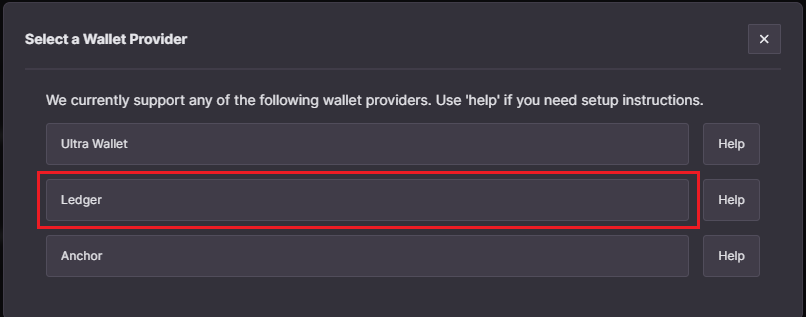 Select a Wallet Provider
We currently support any of the following wallet providers. Use 'help' if you need setup instructions.
Ultra Wallet Help
Ledger Help
Anchor Help